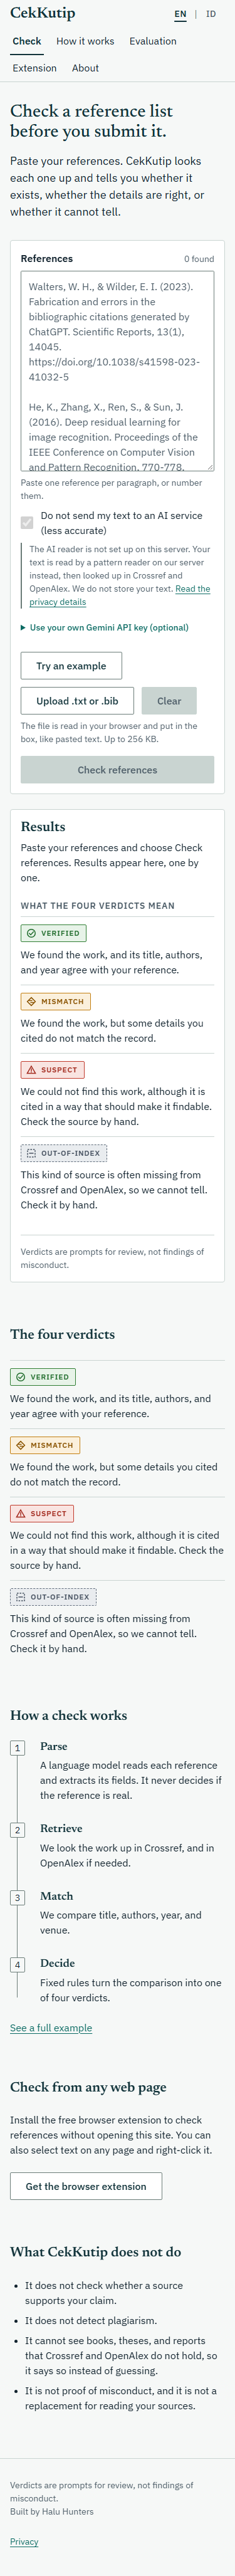 CekKutip
EN | ID
Check How it works Evaluation
Extension About
Check a reference list
before you submit it.
Paste your references. CekKutip looks
each one up and tells you whether it
exists, whether the details are right, or
whether it cannot tell.
References 0 found
Walters, W. H., & Wilder, E. I. (2023).
Fabrication and errors in the
bibliographic citations generated by
ChatGPT. Scientific Reports, 13(1),
14045.
https://doi.org/10.1038/s41598-023-
41032-5
He, K., Zhang, X., Ren, S., & Sun, J.
(2016). Deep residual learning for
image recognition. Proceedings of the
IEEE Conference on Computer Vision
and Pattern Recognition, 770-778.
Paste one reference per paragraph, or number
them.
Do not send my text to an AI service
(less accurate)
The AI reader is not set up on this server. Your
text is read by a pattern reader on our server
instead, then looked up in Crossref and
OpenAlex. We do not store your text. Read the
privacy details
Use your own Gemini API key (optional)
Try an example
Upload .txt or .bib Clear
The file is read in your browser and put in the
box, like pasted text. Up to 256 KB.
Check references
Results
Paste your references and choose Check
references. Results appear here, one by
one.
WHAT THE FOUR VERDICTS MEAN
VERIFIED
We found the work, and its title, authors,
and year agree with your reference.
MISMATCH
We found the work, but some details you
cited do not match the record.
SUSPECT
We could not find this work, although it is
cited in a way that should make it findable.
Check the source by hand.
OUT-OF-INDEX
This kind of source is often missing from
Crossref and OpenAlex, so we cannot tell.
Check it by hand.
Verdicts are prompts for review, not findings of
misconduct.
The four verdicts
VERIFIED
We found the work, and its title, authors, and
year agree with your reference.
MISMATCH
We found the work, but some details you cited
do not match the record.
SUSPECT
We could not find this work, although it is cited
in a way that should make it findable. Check the
source by hand.
OUT-OF-INDEX
This kind of source is often missing from
Crossref and OpenAlex, so we cannot tell.
Check it by hand.
How a check works
1 Parse
A language model reads each reference
and extracts its fields. It never decides if
the reference is real.
2 Retrieve
We look the work up in Crossref, and in
OpenAlex if needed.
3 Match
We compare title, authors, year, and
venue.
4 Decide
Fixed rules turn the comparison into one
of four verdicts.
See a full example
Check from any web page
Install the free browser extension to check
references without opening this site. You can
also select text on any page and right-click it.
Get the browser extension
What CekKutip does not do
• It does not check whether a source
supports your claim.
• It does not detect plagiarism.
• It cannot see books, theses, and reports
that Crossref and OpenAlex do not hold, so
it says so instead of guessing.
• It is not proof of misconduct, and it is not a
replacement for reading your sources.
Verdicts are prompts for review, not findings of
misconduct.
Built by Halu Hunters
Privacy